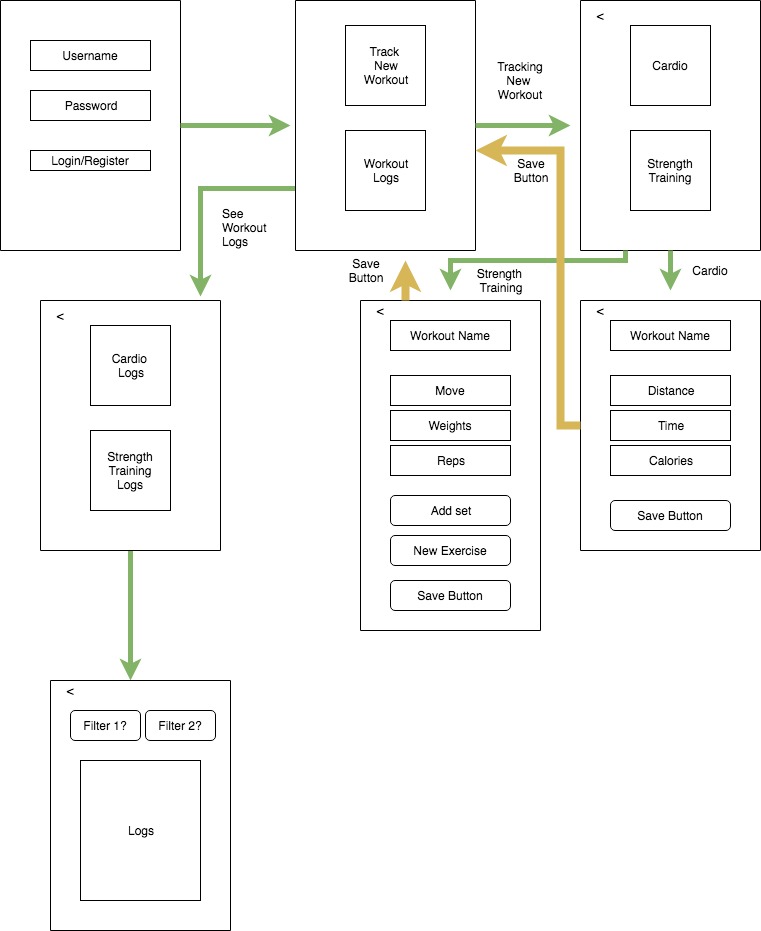 Username
Password
Login/Register
Track
New
Workout
Workout
Logs
Tracking
New
Workout
<
Cardio
Strength
Training
Save
Button
See
Workout
Logs
Save
Button
Strength
Training
Cardio
<
Cardio
Logs
Strength
Training
Logs
<
Workout Name
Move
Weights
Reps
Add set
New Exercise
Save Button
<
Workout Name
Distance
Time
Calories
Save Button
<
Filter 1?
Filter 2?
Logs